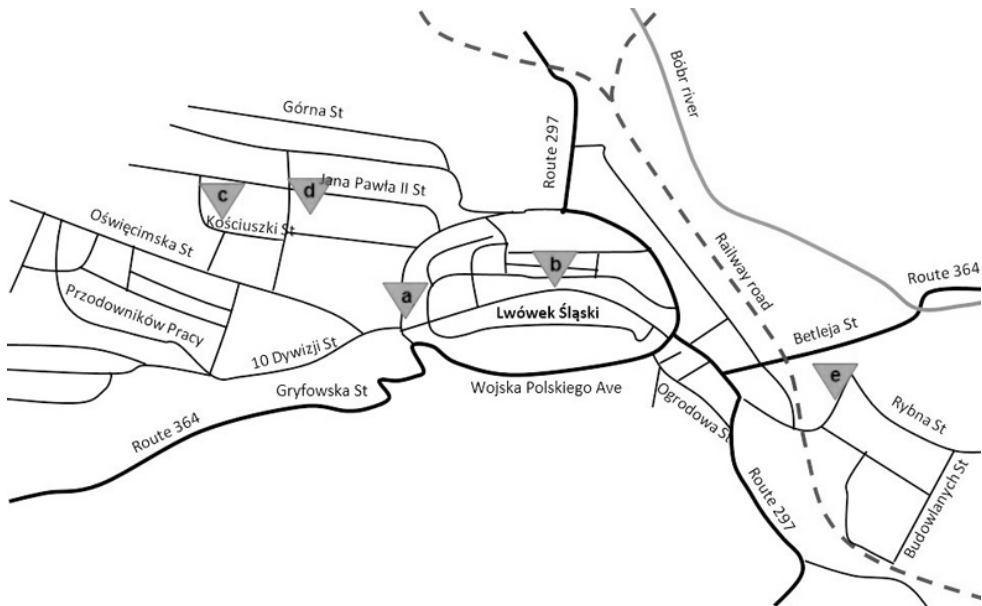 Górna St
Route 297
Bóbr river
c
d
Jana Pawła II St
Kościuszki St
Oświęcimska St
Railway road
Route 364
a
b
Lwówek Śląski
Przodowników Pracy
10 Dywizji St
Betleja St
Gryfowska St
Wojska Polskiego Ave
Ogrodowa St
e
Rybna St
Route 364
Route 297
Budowlanych St